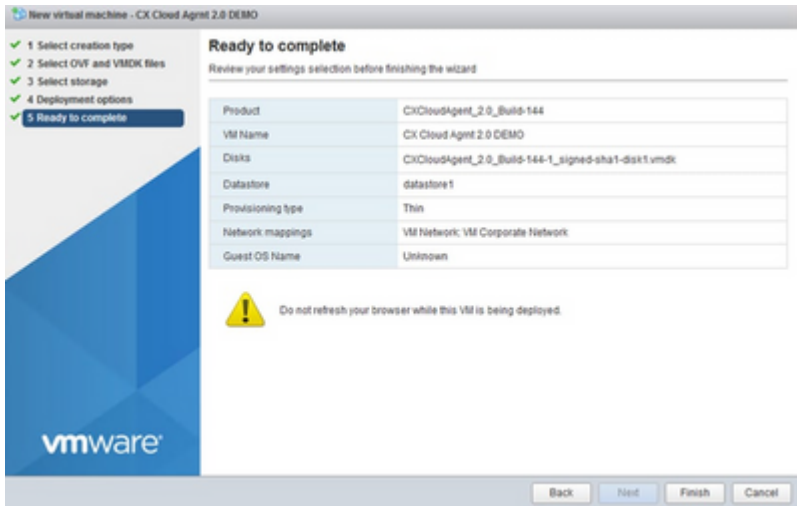 New virtual machine - CX Cloud Agrnt 2.0 DEMO
1 Select creation type
2 Select OVF and VMDK files
3 Select storage
4 Deployment options
5 Ready to complete
Ready to complete
Review your settings selection before finishing the wizard
Product CXCloudAgent_2.0_Build-144
VM Name CX Cloud Agrnt 2.0 DEMO
Disks CXCloudAgent_2.0_Build-144-1_signed-sha1-disk1.vmdk
Datastore datastore1
Provisioning type Thin
Network mappings VM Network: VM Corporate Network
Guest OS Name Unknown
Do not refresh your browser while this VM is being deployed.
vmware
Back Next Finish Cancel